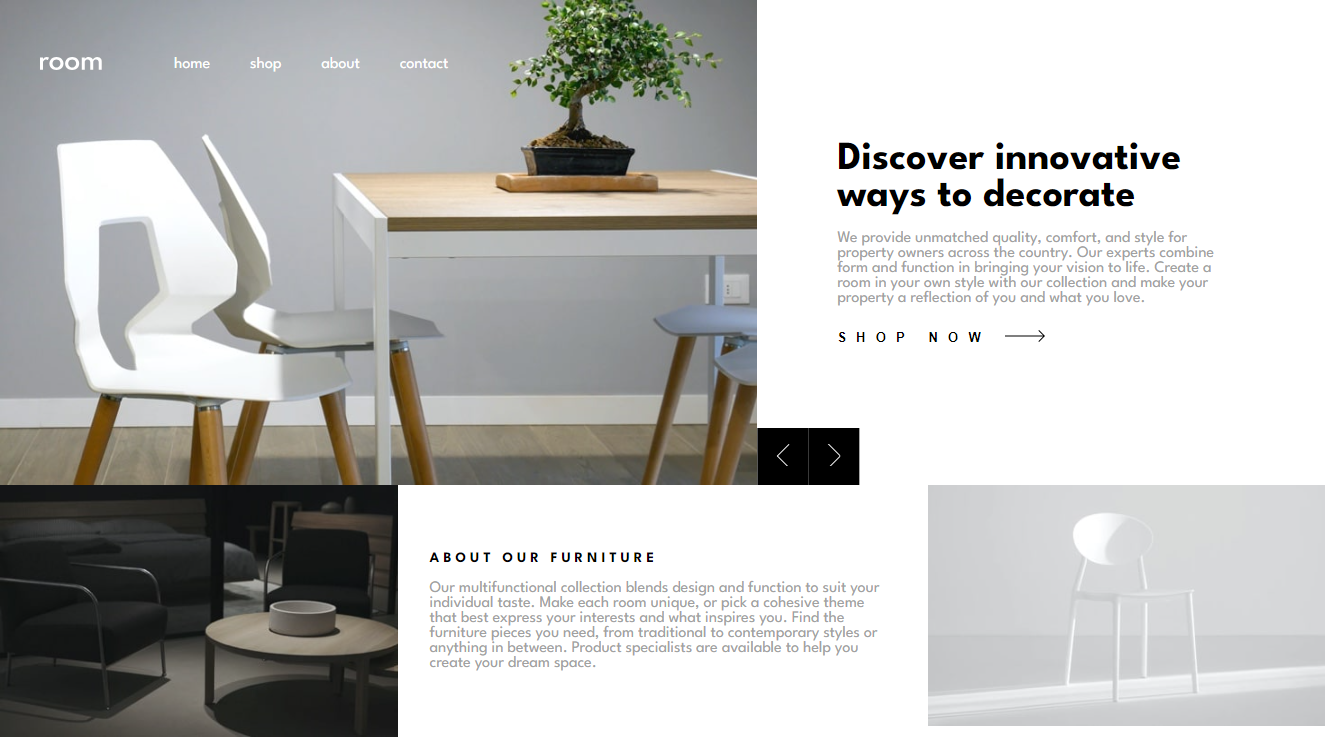 room
home shop about contact
Discover innovative
ways to decorate
We provide unmatched quality, comfort, and style for
property owners across the country. Our experts combine
form and function in bringing your vision to life. Create a
room in your own style with our collection and make your
property a reflection of you and what you love.
SHOP NOW
ABOUT OUR FURNITURE
Our multifunctional collection blends design and function to suit your
individual taste. Make each room unique, or pick a cohesive theme
that best express your interests and what inspires you. Find the
furniture pieces you need, from traditional to contemporary styles or
anything in between. Product specialists are available to help you
create your dream space.